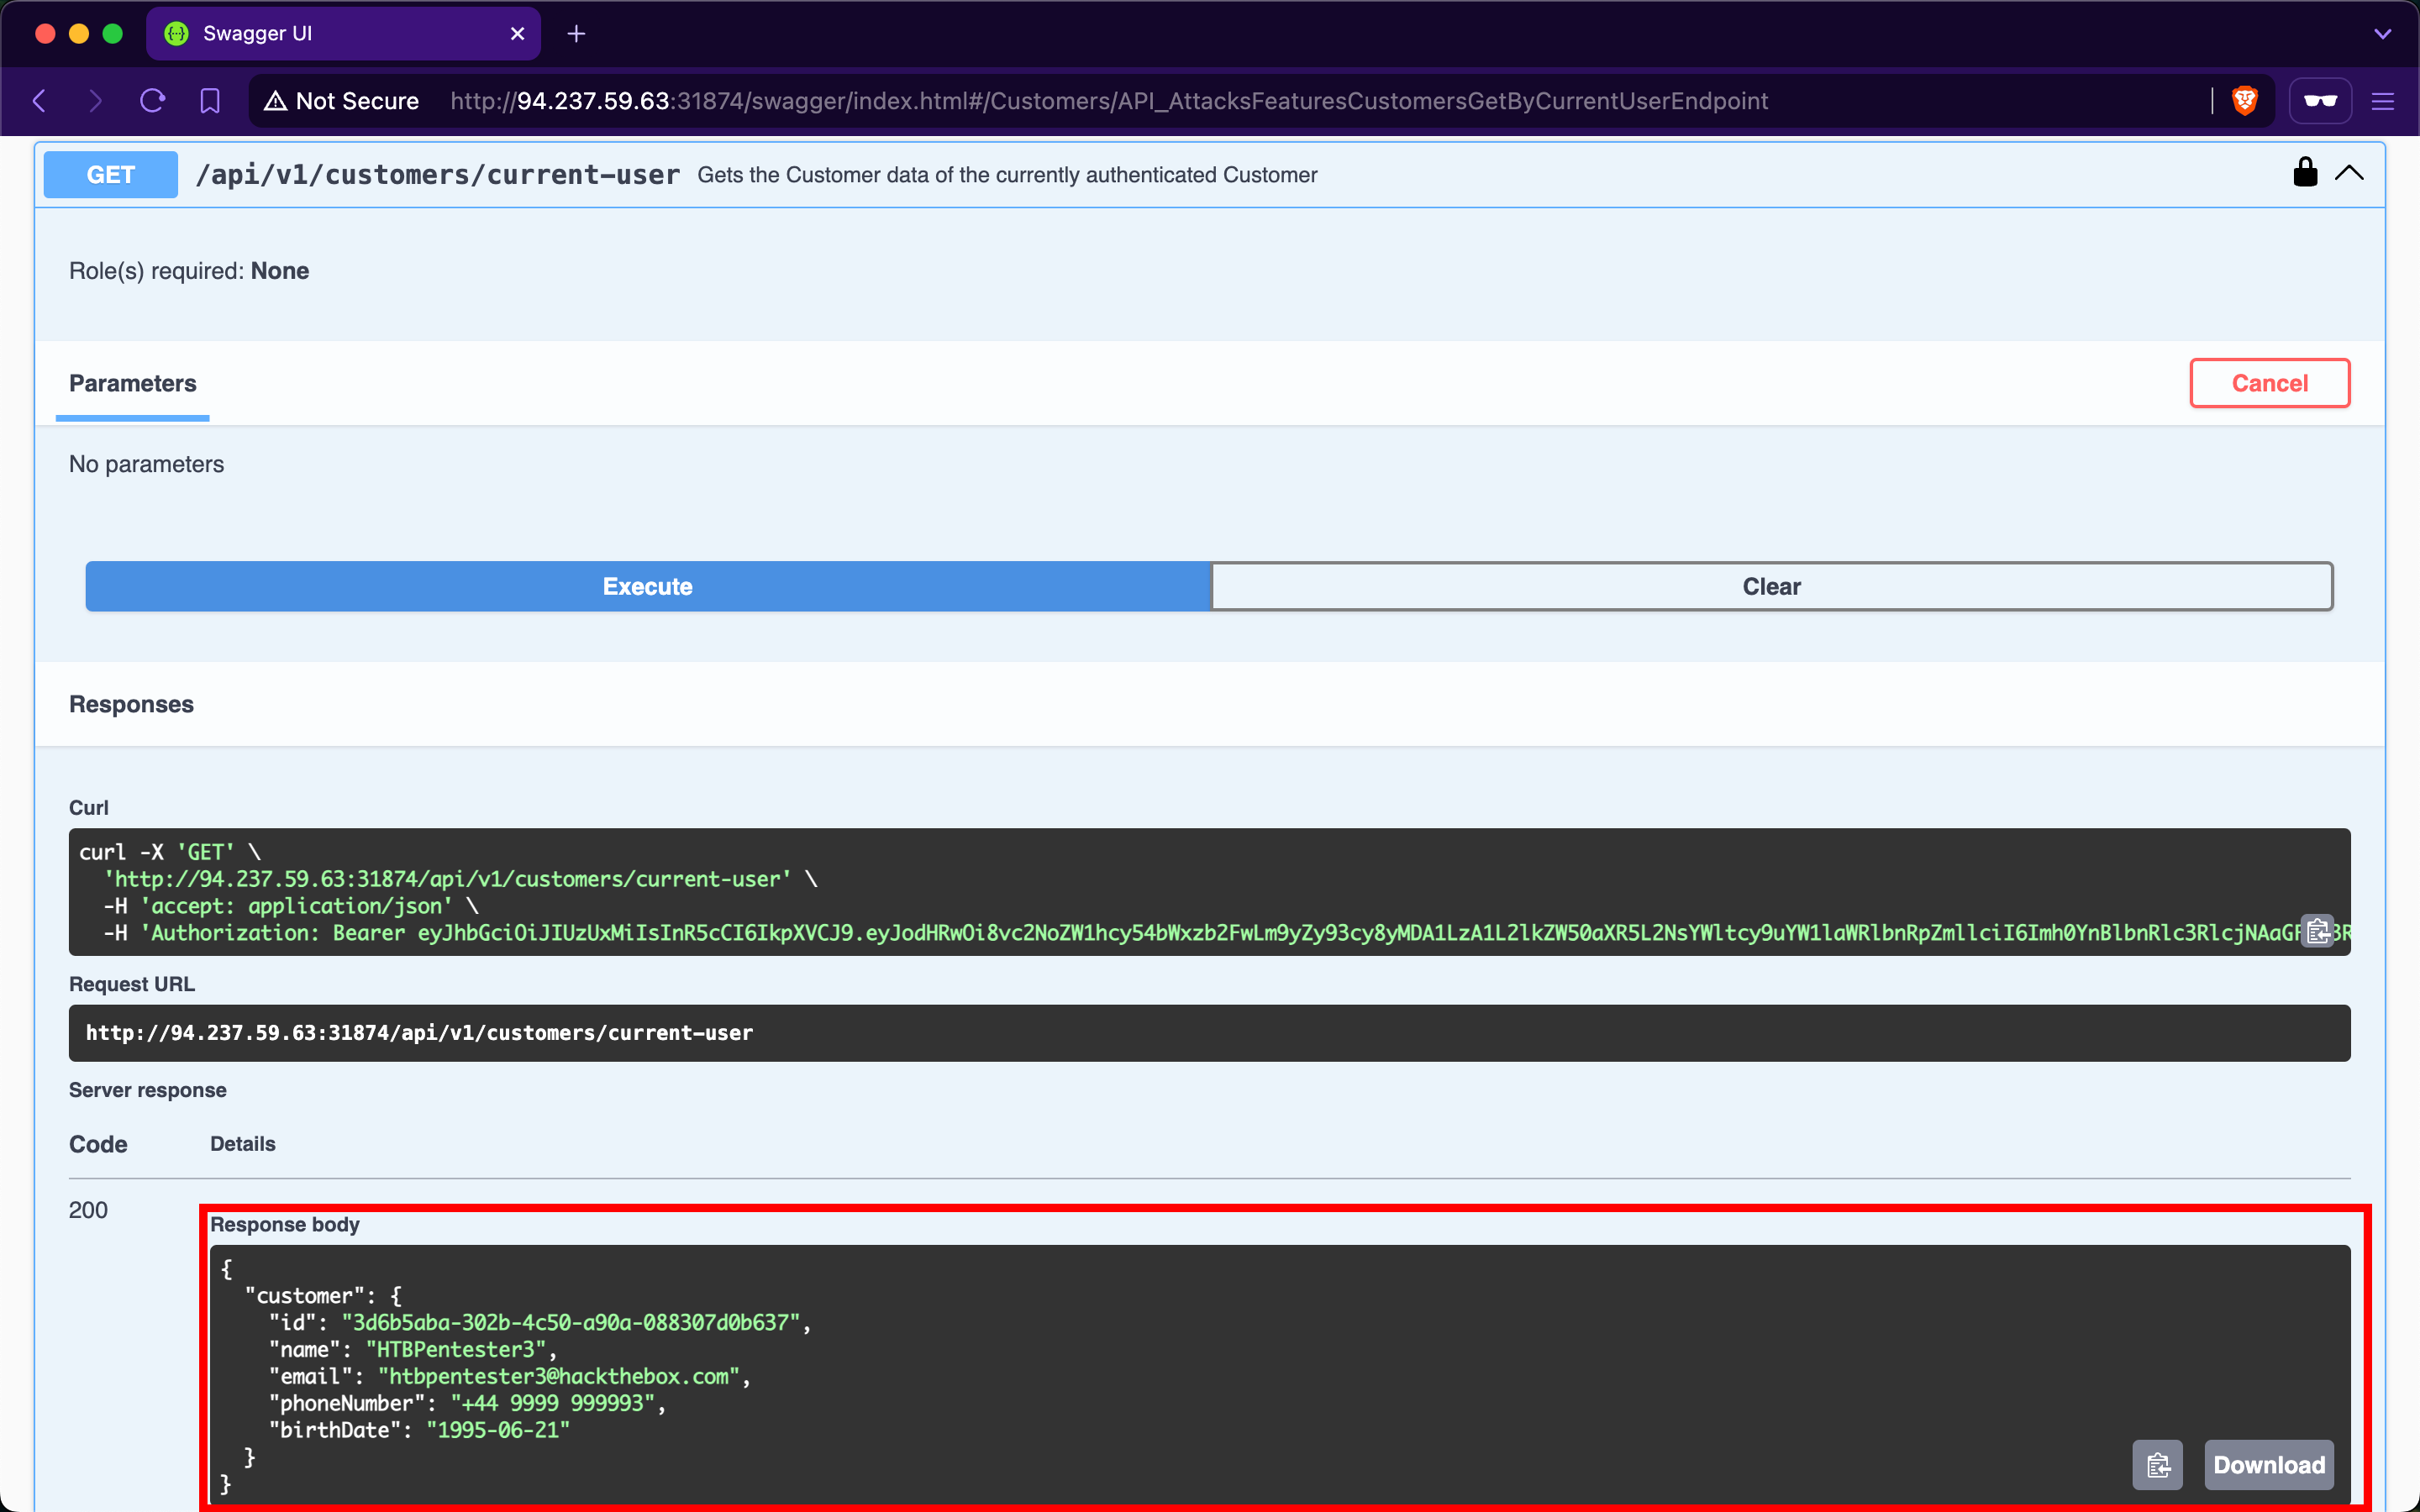 Swagger UI
Not Secure http://94.237.59.63:31874/swagger/index.html#/Customers/API_AttacksFeaturesCustomersGetByCurrentUserEndpoint
GET /api/v1/customers/current-user Gets the Customer data of the currently authenticated Customer
Role(s) required: None
Parameters
Cancel
No parameters
Execute
Clear
Responses
Curl
curl -X 'GET' \
'http://94.237.59.63:31874/api/v1/customers/current-user' \
-H 'accept: application/json' \
-H 'Authorization: Bearer eyJhbGciOiJIUzUxMiIsInR5cCI6IkpXVCJ9.eyJodHRwOi8vc2NoZW1hcy54bWxzb2FwLm9yZy93cy8yMDA1LzA1L2lkZW50aXR5L2NsYWltcy9uYW1laWRlbnRpZmllciI6Imh0YnBlbnRlc3RlcjNAaGF
Request URL
http://94.237.59.63:31874/api/v1/customers/current-user
Server response
Code Details
200
Response body
{
"customer": {
"id": "3d6b5aba-302b-4c50-a90a-088307d0b637",
"name": "HTBPentester3",
"email": "htbpentester3@hackthebox.com",
"phoneNumber": "+44 9999 999993",
"birthDate": "1995-06-21"
}
}
Download